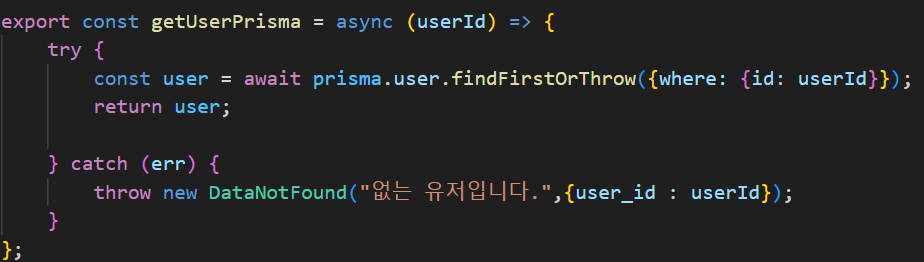 export const getUserPrisma = async (userId) => {
try {
const user = await prisma.user.findFirstOrThrow({where: {id: userId}});
return user;
} catch (err) {
throw new DataNotFound("없는 유저입니다.",{user_id : userId});
}
};